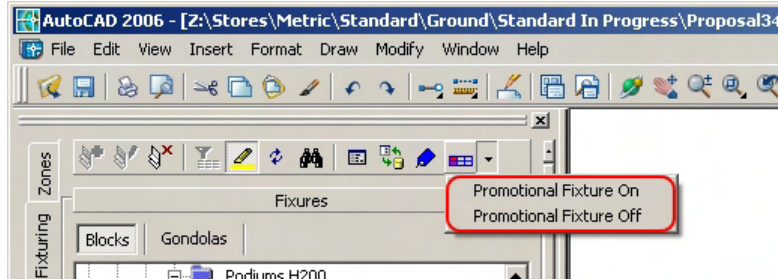 AutoCAD 2006 - [Z:\Stores\Metric\Standard\Ground\Standard In Progress\Proposal34
File Edit View Insert Format Draw Modify Window Help
Zones
Fixturing
Fixures
Promotional Fixture On
Promotional Fixture Off
Blocks Gondolas
Podiums H200